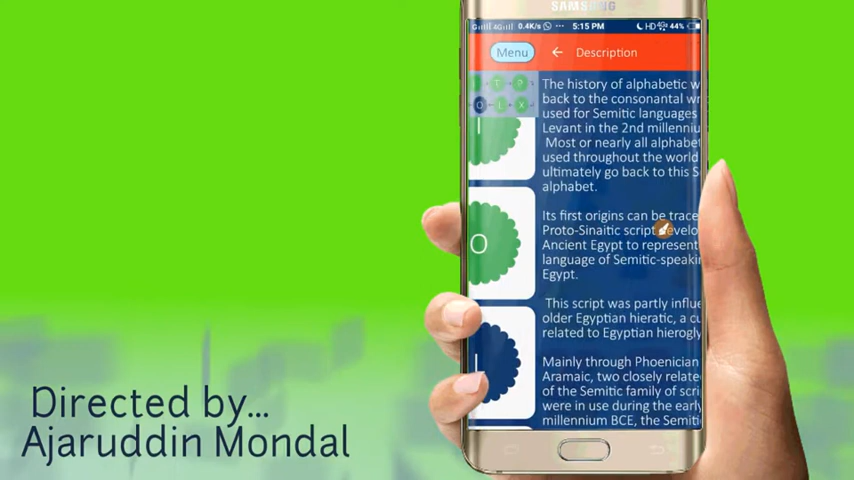 SAMSUNG
4G 0.4K/s ... 5:15 PM HD 4G 44%
Menu ← Description
T P
O L X
The history of alphabetic w
back to the consonantal wr
used for Semitic languages
Levant in the 2nd millenniu
Most or nearly all alphabet
used throughout the world
ultimately go back to this S
alphabet.
O
Its first origins can be trace
Proto-Sinaitic script develo
Ancient Egypt to represent
language of Semitic-speakin
Egypt.
This script was partly influe
older Egyptian hieratic, a cu
related to Egyptian hierogly
Mainly through Phoenician
Aramaic, two closely relate
of the Semitic family of scri
were in use during the early
millennium BCE, the Semiti
Directed by...
Ajaruddin Mondal